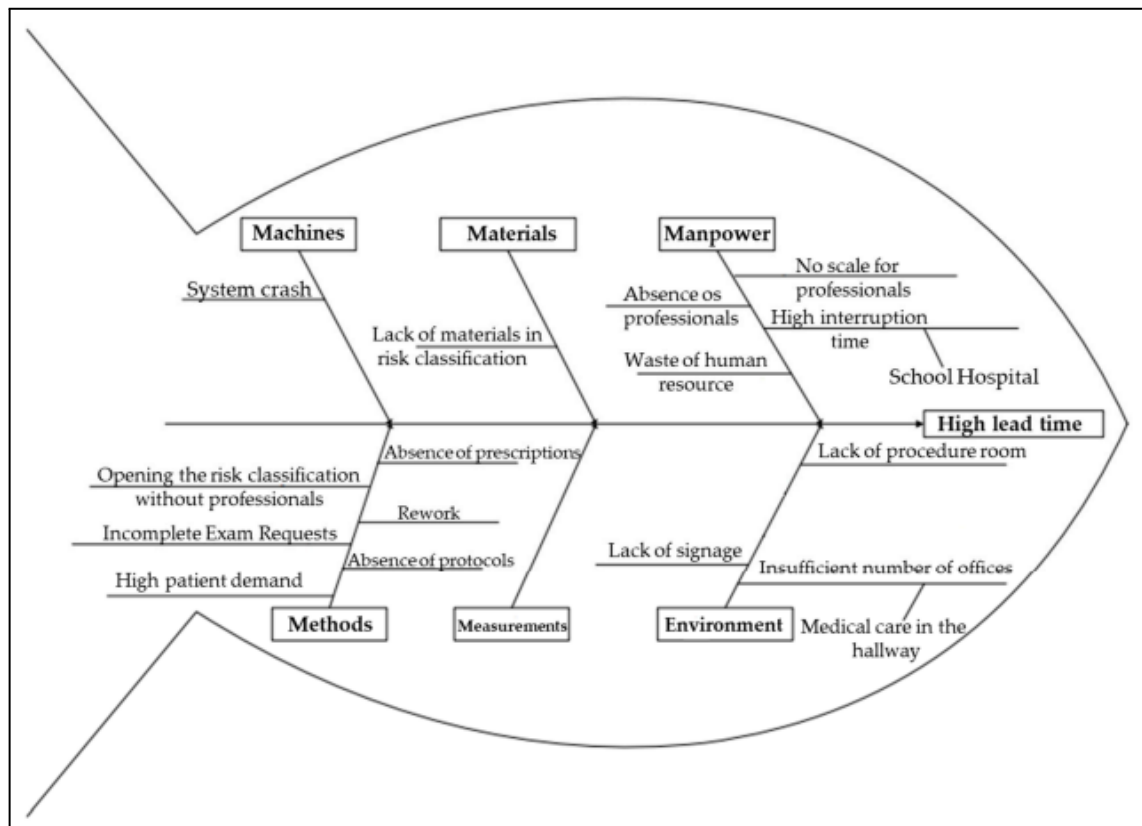 Machines
Materials
Manpower
System crash
No scale for
professionals
Absence os
professionals
High interruption
time
Lack of materials in
risk classification
Waste of human
resource
School Hospital
High lead time
Absence of prescriptions
Lack of procedure room
Opening the risk classification
without professionals
Rework
Incomplete Exam Requests
Absence of protocols
Lack of signage
High patient demand
Insufficient number of offices
Methods
Measurements
Environment
Medical care in the
hallway